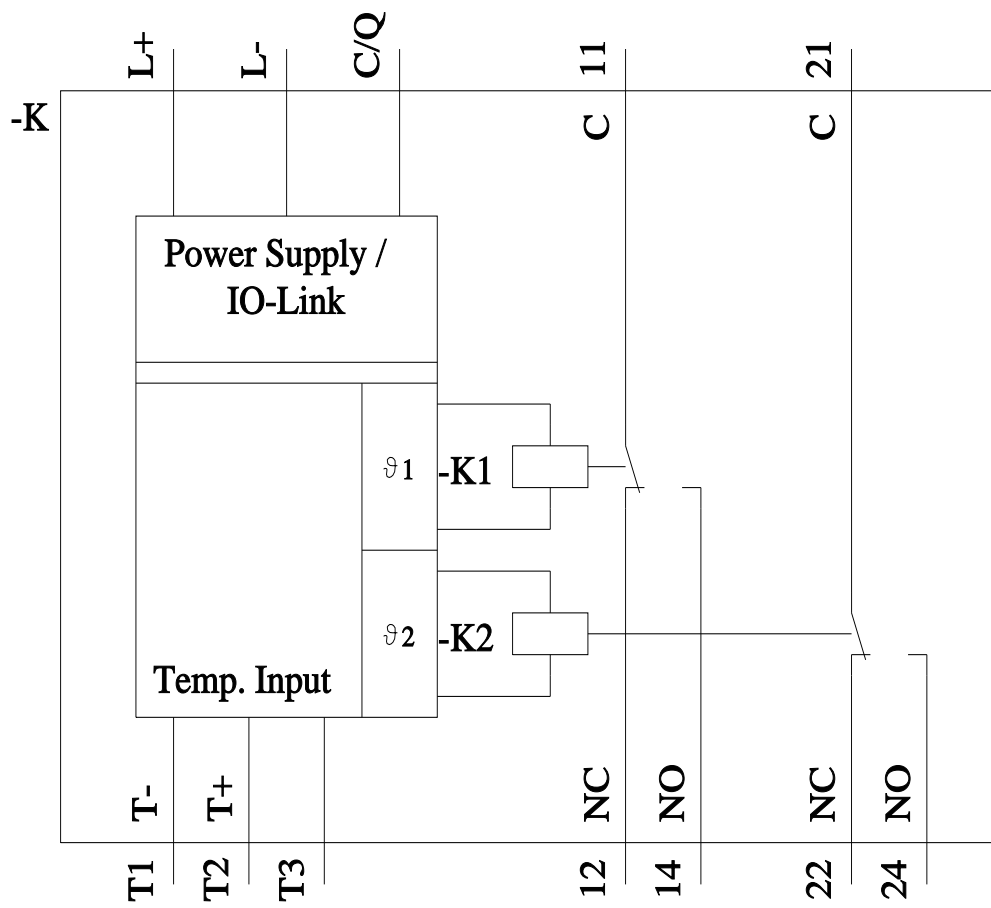 L+
L-
C/Q
11
21
-K
C
C
Power Supply /
IO-Link
ϑ1
-K1
ϑ2
-K2
Temp. Input
T-
T+
NC
NO
NC
NO
T1
T2
T3
12
14
22
24